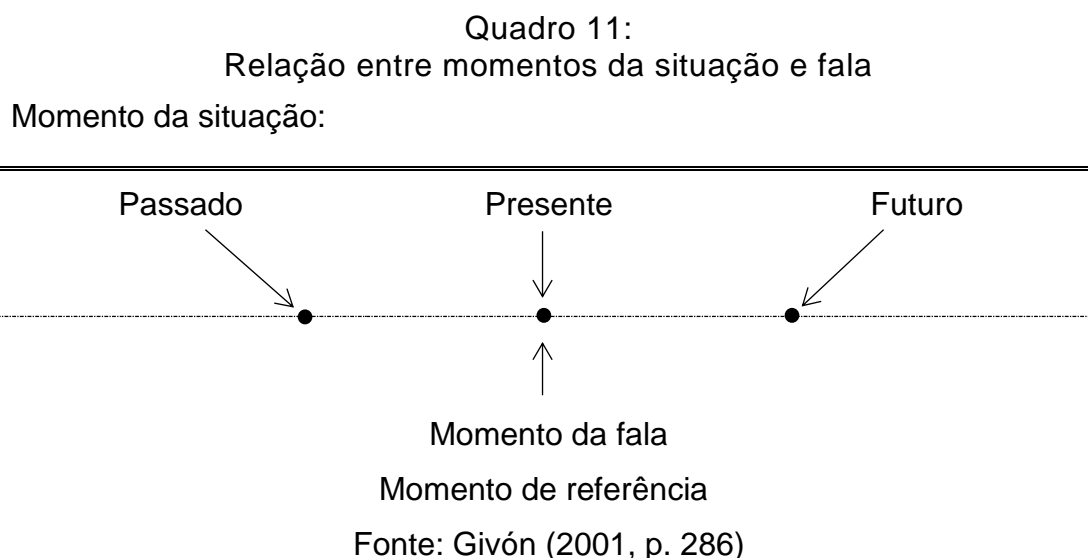 Quadro 11:
Relação entre momentos da situação e fala
Momento da situação:
Passado Presente Futuro
Momento da fala
Momento de referência
Fonte: Givón (2001, p. 286)